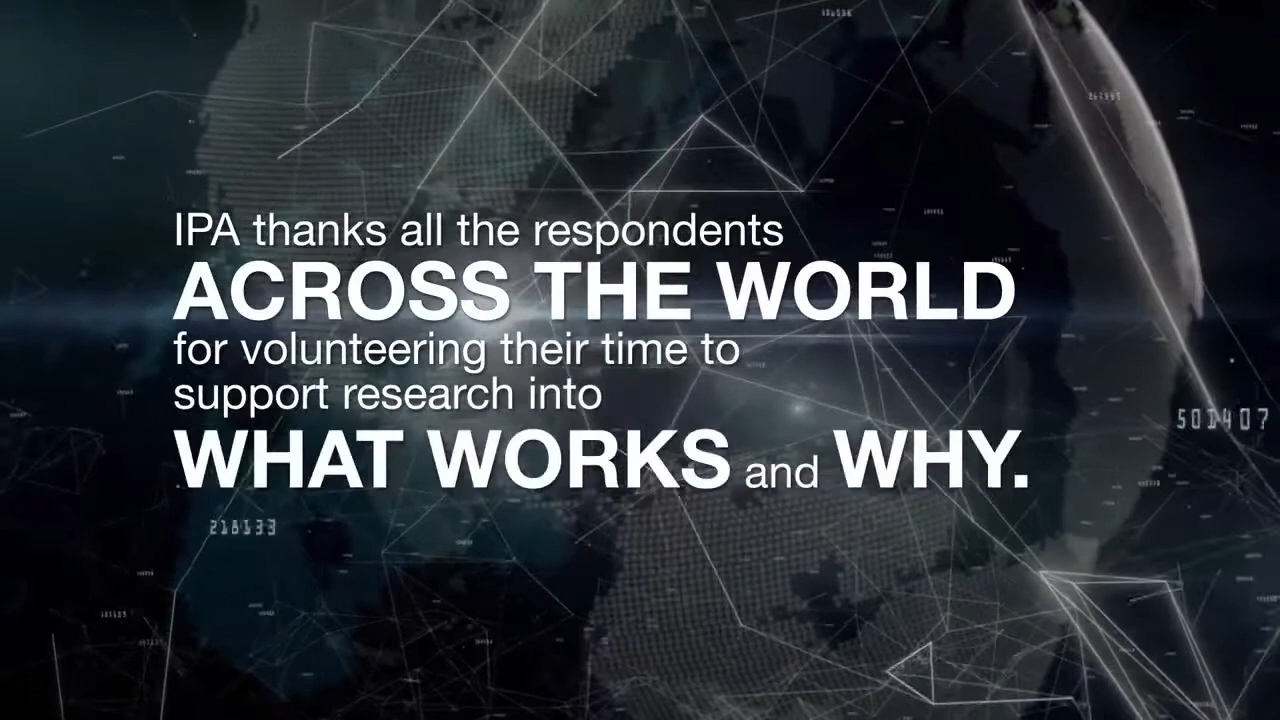 IPA thanks all the respondents
ACROSS THE WORLD
for volunteering their time to
support research into
WHAT WORKS and WHY.
501407
218133